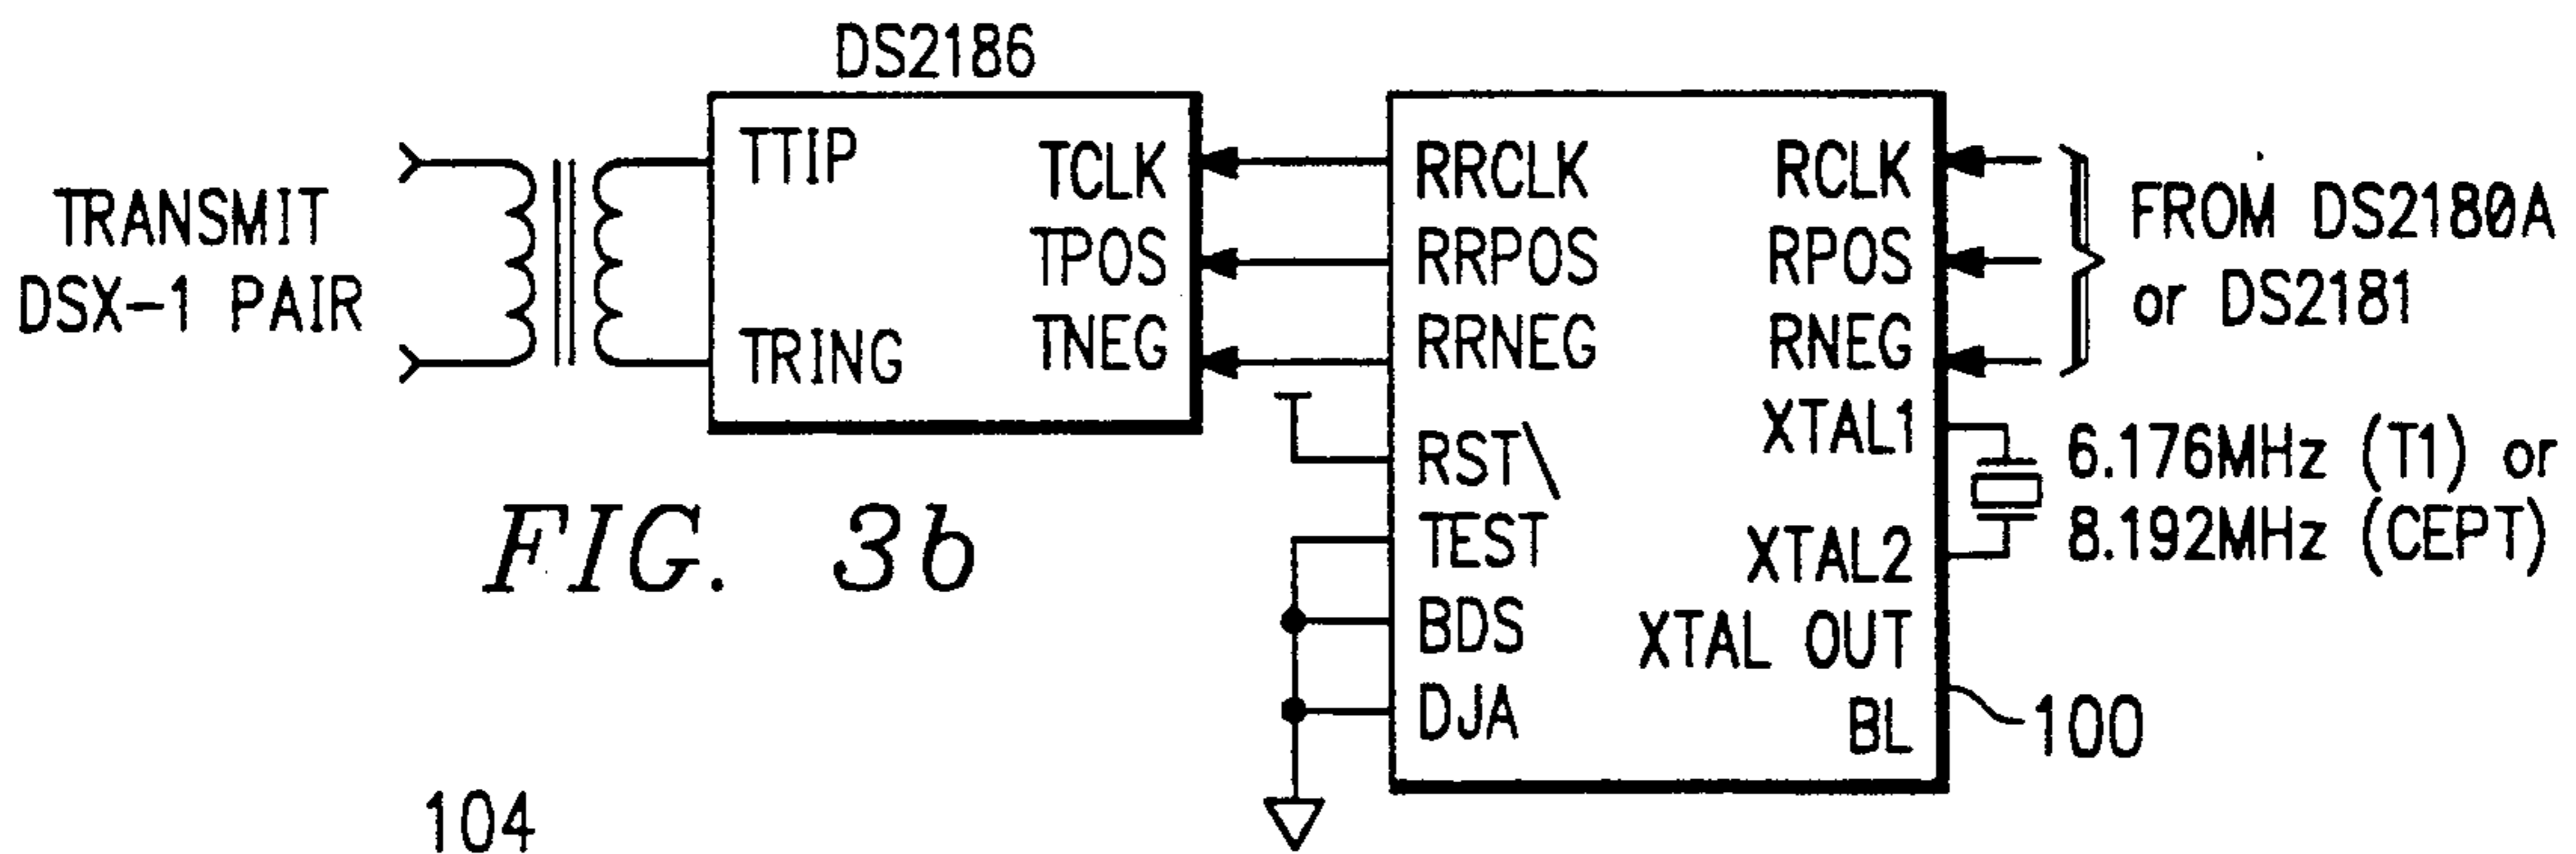 DS2186
TRANSMIT
DSX-1 PAIR
TTIP
TRING
TCLK
TPOS
TNEG
RRCLK
RRPOS
RRNEG
RST\
TEST
BDS
DJA
RCLK
RPOS
RNEG
XTAL1
XTAL2
XTAL OUT
BL
FROM DS2180A
or DS2181
6.176MHz (T1) or
8.192MHz (CEPT)
100
FIG. 3b
104